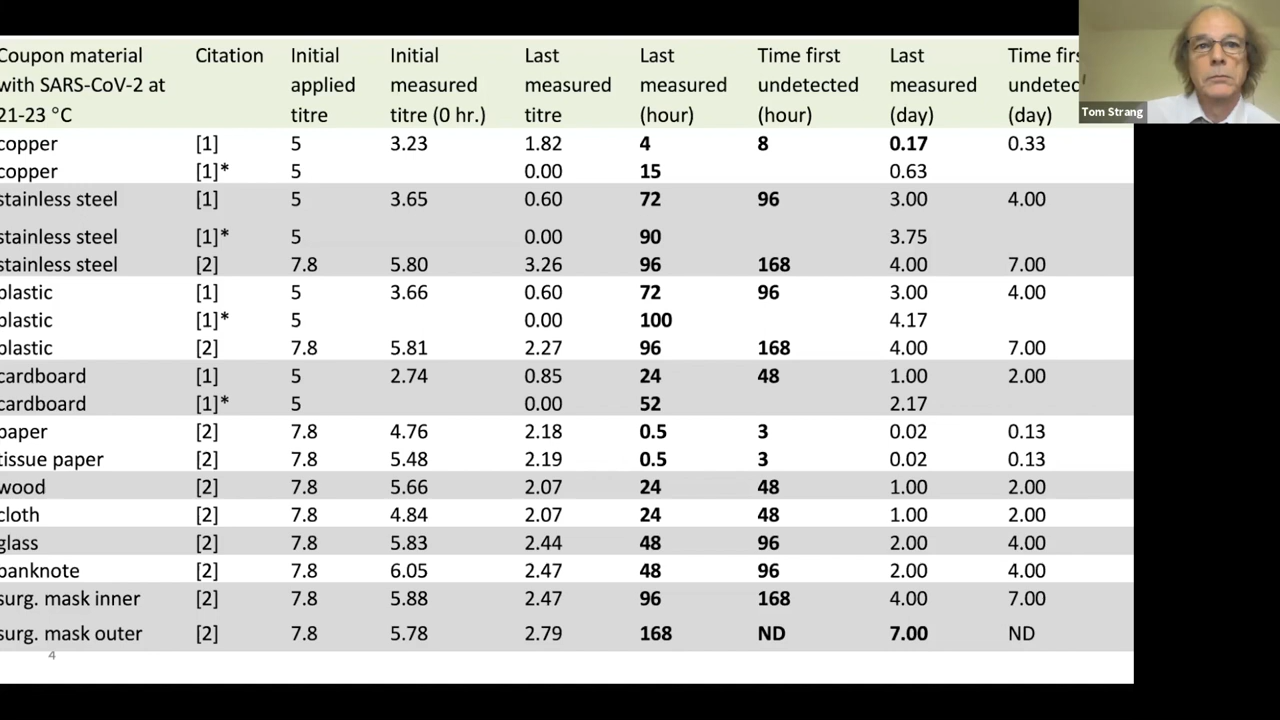 Coupon material Citation Initial Initial Last Last Time first Last Time firs
with SARS-CoV-2 at applied measured measured measured undetected measured undetec
21-23 °C titre titre (0 hr.) titre (hour) (hour) (day) (day)
copper [1] 5 3.23 1.82 4 8 0.17 0.33
copper [1]* 5 0.00 15 0.63
stainless steel [1] 5 3.65 0.60 72 96 3.00 4.00
stainless steel [1]* 5 0.00 90 3.75
stainless steel [2] 7.8 5.80 3.26 96 168 4.00 7.00
plastic [1] 5 3.66 0.60 72 96 3.00 4.00
plastic [1]* 5 0.00 100 4.17
plastic [2] 7.8 5.81 2.27 96 168 4.00 7.00
cardboard [1] 5 2.74 0.85 24 48 1.00 2.00
cardboard [1]* 5 0.00 52 2.17
paper [2] 7.8 4.76 2.18 0.5 3 0.02 0.13
tissue paper [2] 7.8 5.48 2.19 0.5 3 0.02 0.13
wood [2] 7.8 5.66 2.07 24 48 1.00 2.00
cloth [2] 7.8 4.84 2.07 24 48 1.00 2.00
glass [2] 7.8 5.83 2.44 48 96 2.00 4.00
banknote [2] 7.8 6.05 2.47 48 96 2.00 4.00
surg. mask inner [2] 7.8 5.88 2.47 96 168 4.00 7.00
surg. mask outer [2] 7.8 5.78 2.79 168 ND 7.00 ND
4
Tom Strang